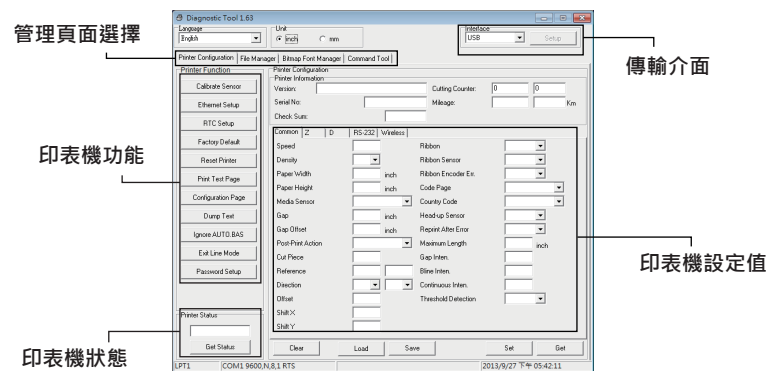 Diagnostic Tool 1.63
Language
English
Unit
inch
mm
Interface
USB
Setup
管理頁面選擇
傳輸介面
Printer Configuration
File Manager
Bitmap Font Manager
Command Tool
Printer Function
Calibrate Sensor
Ethernet Setup
RTC Setup
Factory Default
Reset Printer
Print Test Page
Configuration Page
Dump Text
Ignore AUTO.BAS
Exit Line Mode
Password Setup
印表機功能
Printer Configuration
Printer Information
Version:
Cutting Counter:
0
0
Serial No:
Mileage:
Km
Check Sum:
Common
Z
D
RS-232
Wireless
Speed
Ribbon
Density
Ribbon Sensor
Paper Width
inch
Ribbon Encoder Err.
Paper Height
inch
Code Page
Media Sensor
Country Code
Gap
inch
Head-up Sensor
Gap Offset
inch
Reprint After Error
Post-Print Action
Maximum Length
inch
Cut Piece
Gap Inten.
Reference
Bline Inten.
Direction
Continuous Inten.
Offset
Threshold Detection
Shift X
Shift Y
印表機設定值
Printer Status
Get Status
印表機狀態
Clear
Load
Save
Set
Get
LPT1
COM1 9600,N,8,1 RTS
2013/9/27 下午 05:42:11